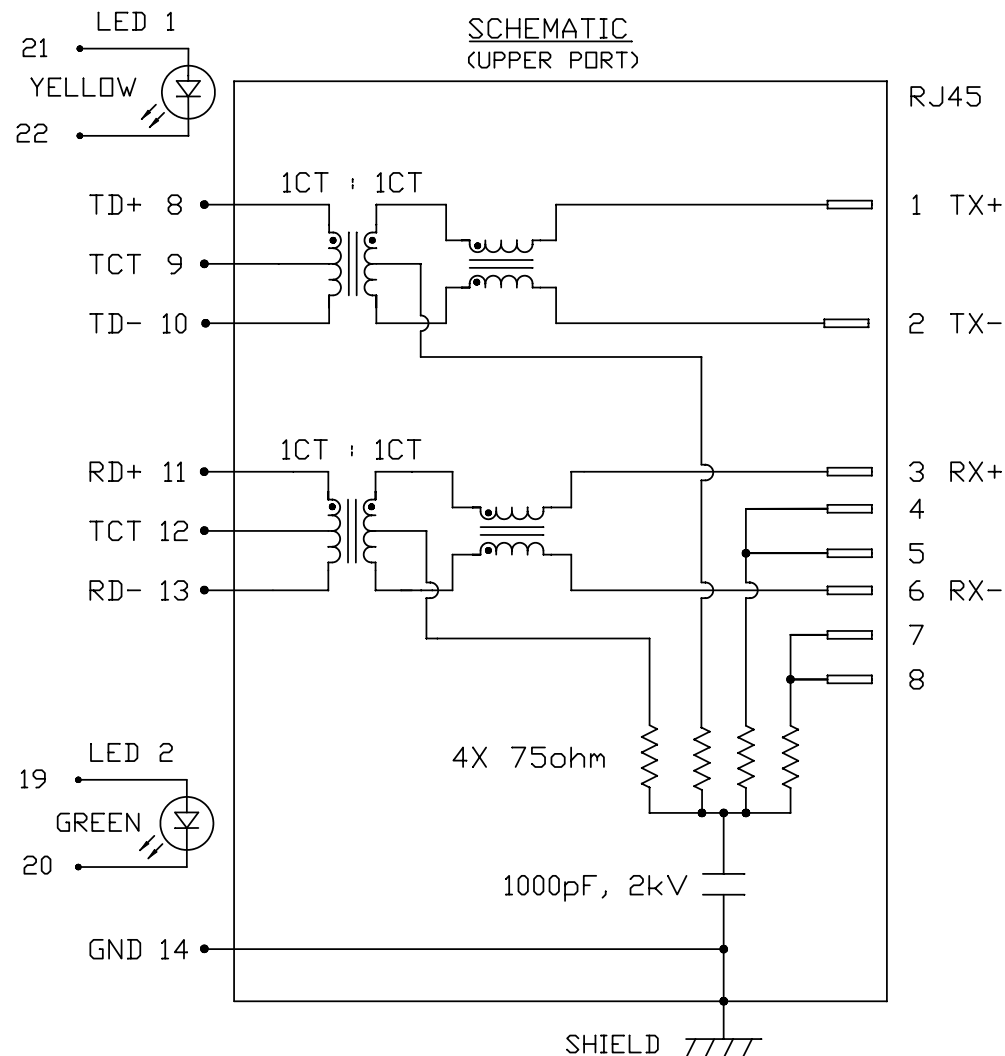 LED 1
SCHEMATIC
(UPPER PORT)
21
YELLOW
22
RJ45
1CT : 1CT
TD+ 8
1 TX+
TCT 9
TD- 10
2 TX-
1CT : 1CT
RD+ 11
3 RX+
4
TCT 12
5
RD- 13
6 RX-
7
8
LED 2
4X 75ohm
19
GREEN
20
1000pF, 2kV
GND 14
SHIELD